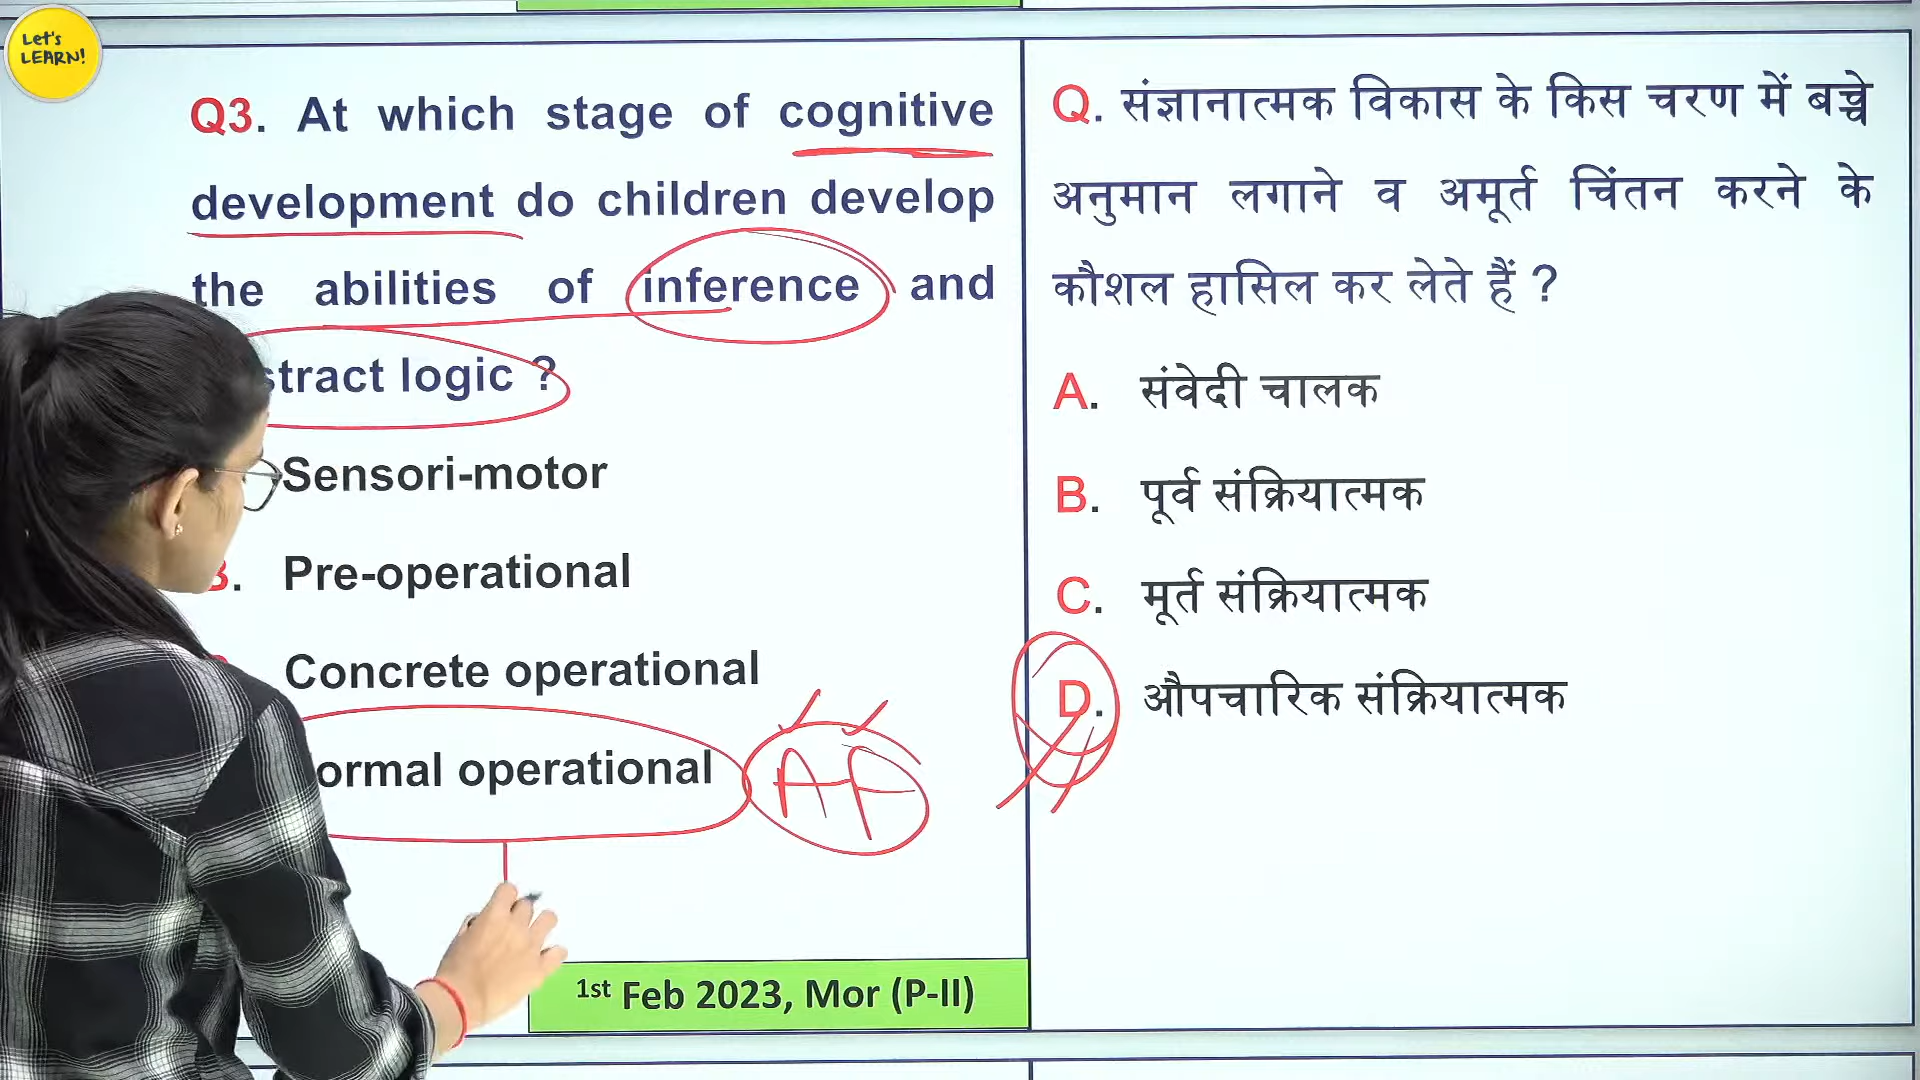 Let's
LEARN!
Q3. At which stage of cognitive
development do children develop
the abilities of inference and
stract logic ?
Sensori-motor
B. Pre-operational
Concrete operational
ormal operational
AF
1st Feb 2023, Mor (P-II)
Q. संज्ञानात्मक विकास के किस चरण में बच्चे
अनुमान लगाने व अमूर्त चिंतन करने के
कौशल हासिल कर लेते हैं ?
A. संवेदी चालक
B. पूर्व संक्रियात्मक
C. मूर्त संक्रियात्मक
D. औपचारिक संक्रियात्मक